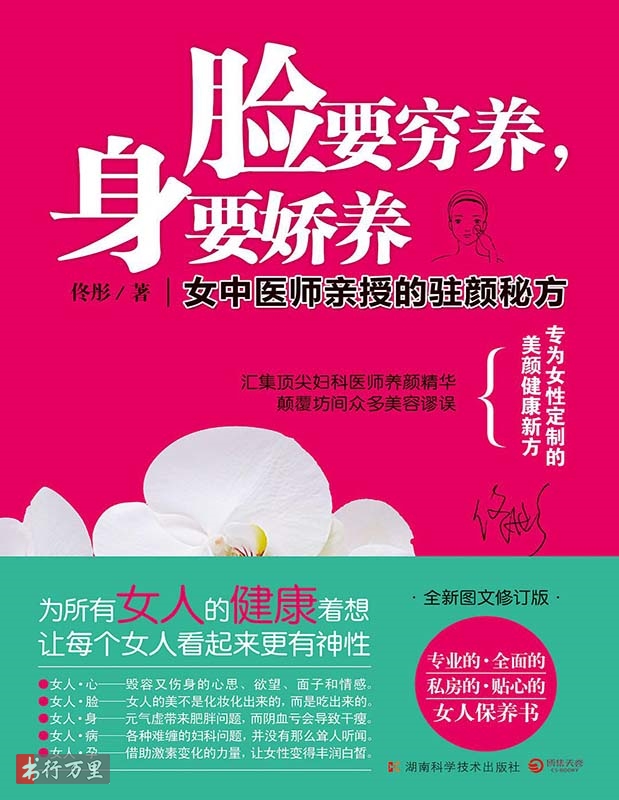 脸要穷养,
身要娇养
佟彤/著 | 女中医师亲授的驻颜秘方
专为女性定制的
美颜健康新方
汇集顶尖妇科医师养颜精华
颠覆坊间众多美容谬误
佟彤
为所有女人的健康着想
让每个女人看起来更有神性
·全新图文修订版·
专业的·全面的
私房的·贴心的
女人保养书
●女人·心——毁容又伤身的心思、欲望、面子和情感。
●女人·脸——女人的美不是化妆化出来的,而是吃出来的。
●女人·身——元气虚带来肥胖问题,而阴血亏会导致干瘦。
●女人·病——各种难缠的妇科问题,并没有那么耸人听闻。
●女人·孕——借助激素变化的力量,让女性变得丰润白皙。
书行万里
湖南科学技术出版社
博集天卷
CS-BOOKY